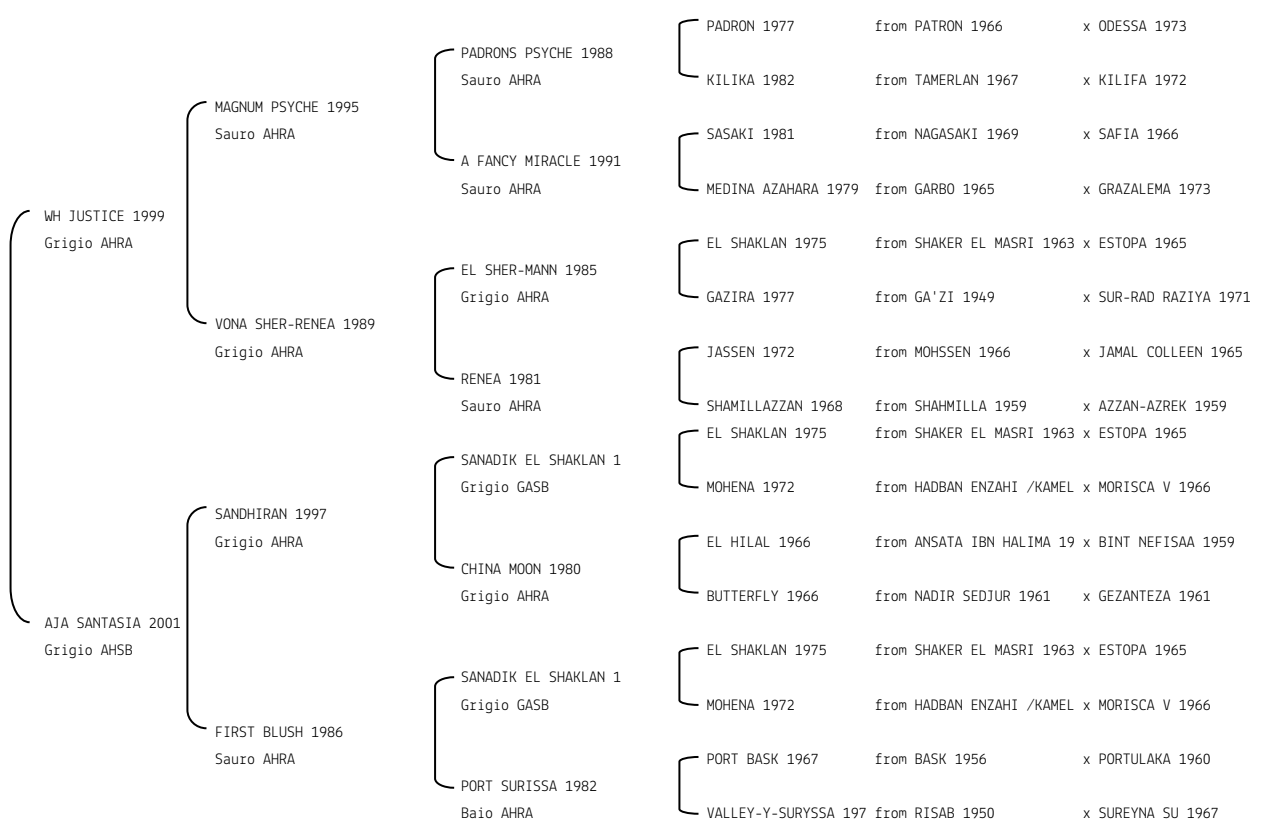 PADRON 1977 from PATRON 1966 x ODESSA 1973
PADRONS PSYCHE 1988
Sauro AHRA KILIKA 1982 from TAMERLAN 1967 x KILIFA 1972
MAGNUM PSYCHE 1995
Sauro AHRA SASAKI 1981 from NAGASAKI 1969 x SAFIA 1966
A FANCY MIRACLE 1991
Sauro AHRA MEDINA AZAHARA 1979 from GARBO 1965 x GRAZALEMA 1973
WH JUSTICE 1999
Grigio AHRA EL SHAKLAN 1975 from SHAKER EL MASRI 1963 x ESTOPA 1965
EL SHER-MANN 1985
Grigio AHRA GAZIRA 1977 from GA'ZI 1949 x SUR-RAD RAZIYA 1971
VONA SHER-RENEA 1989
Grigio AHRA JASSEN 1972 from MOHSSEN 1966 x JAMAL COLLEEN 1965
RENEA 1981
Sauro AHRA SHAMILLAZZAN 1968 from SHAHMILLA 1959 x AZZAN-AZREK 1959
EL SHAKLAN 1975 from SHAKER EL MASRI 1963 x ESTOPA 1965
SANADIK EL SHAKLAN 1
Grigio GASB MOHENA 1972 from HADBAN ENZAHI /KAMEL x MORISCA V 1966
SANDHIRAN 1997
Grigio AHRA EL HILAL 1966 from ANSATA IBN HALIMA 19 x BINT NEFISAA 1959
CHINA MOON 1980
Grigio AHRA BUTTERFLY 1966 from NADIR SEDJUR 1961 x GEZANTEZA 1961
AJA SANTASIA 2001
Grigio AHSB EL SHAKLAN 1975 from SHAKER EL MASRI 1963 x ESTOPA 1965
SANADIK EL SHAKLAN 1
Grigio GASB MOHENA 1972 from HADBAN ENZAHI /KAMEL x MORISCA V 1966
FIRST BLUSH 1986
Sauro AHRA PORT BASK 1967 from BASK 1956 x PORTULAKA 1960
PORT SURISSA 1982
Baio AHRA VALLEY-Y-SURYSSA 197 from RISAB 1950 x SUREYNA SU 1967